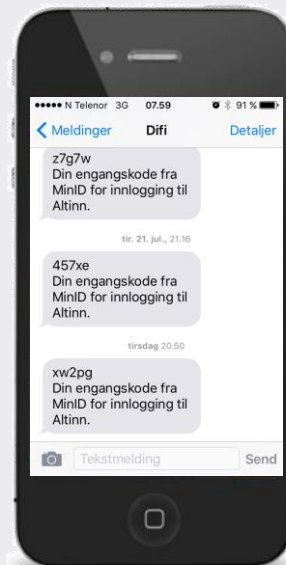 N Telenor 3G 07.59 91 %
Meldinger Difi Detaljer
z7g7w
Din engangskode fra
MinID for innlogging til
Altinn.
tir. 21. jul., 21.16
457xe
Din engangskode fra
MinID for innlogging til
Altinn.
tirsdag 20.50
xw2pg
Din engangskode fra
MinID for innlogging til
Altinn.
Tekstmelding Send